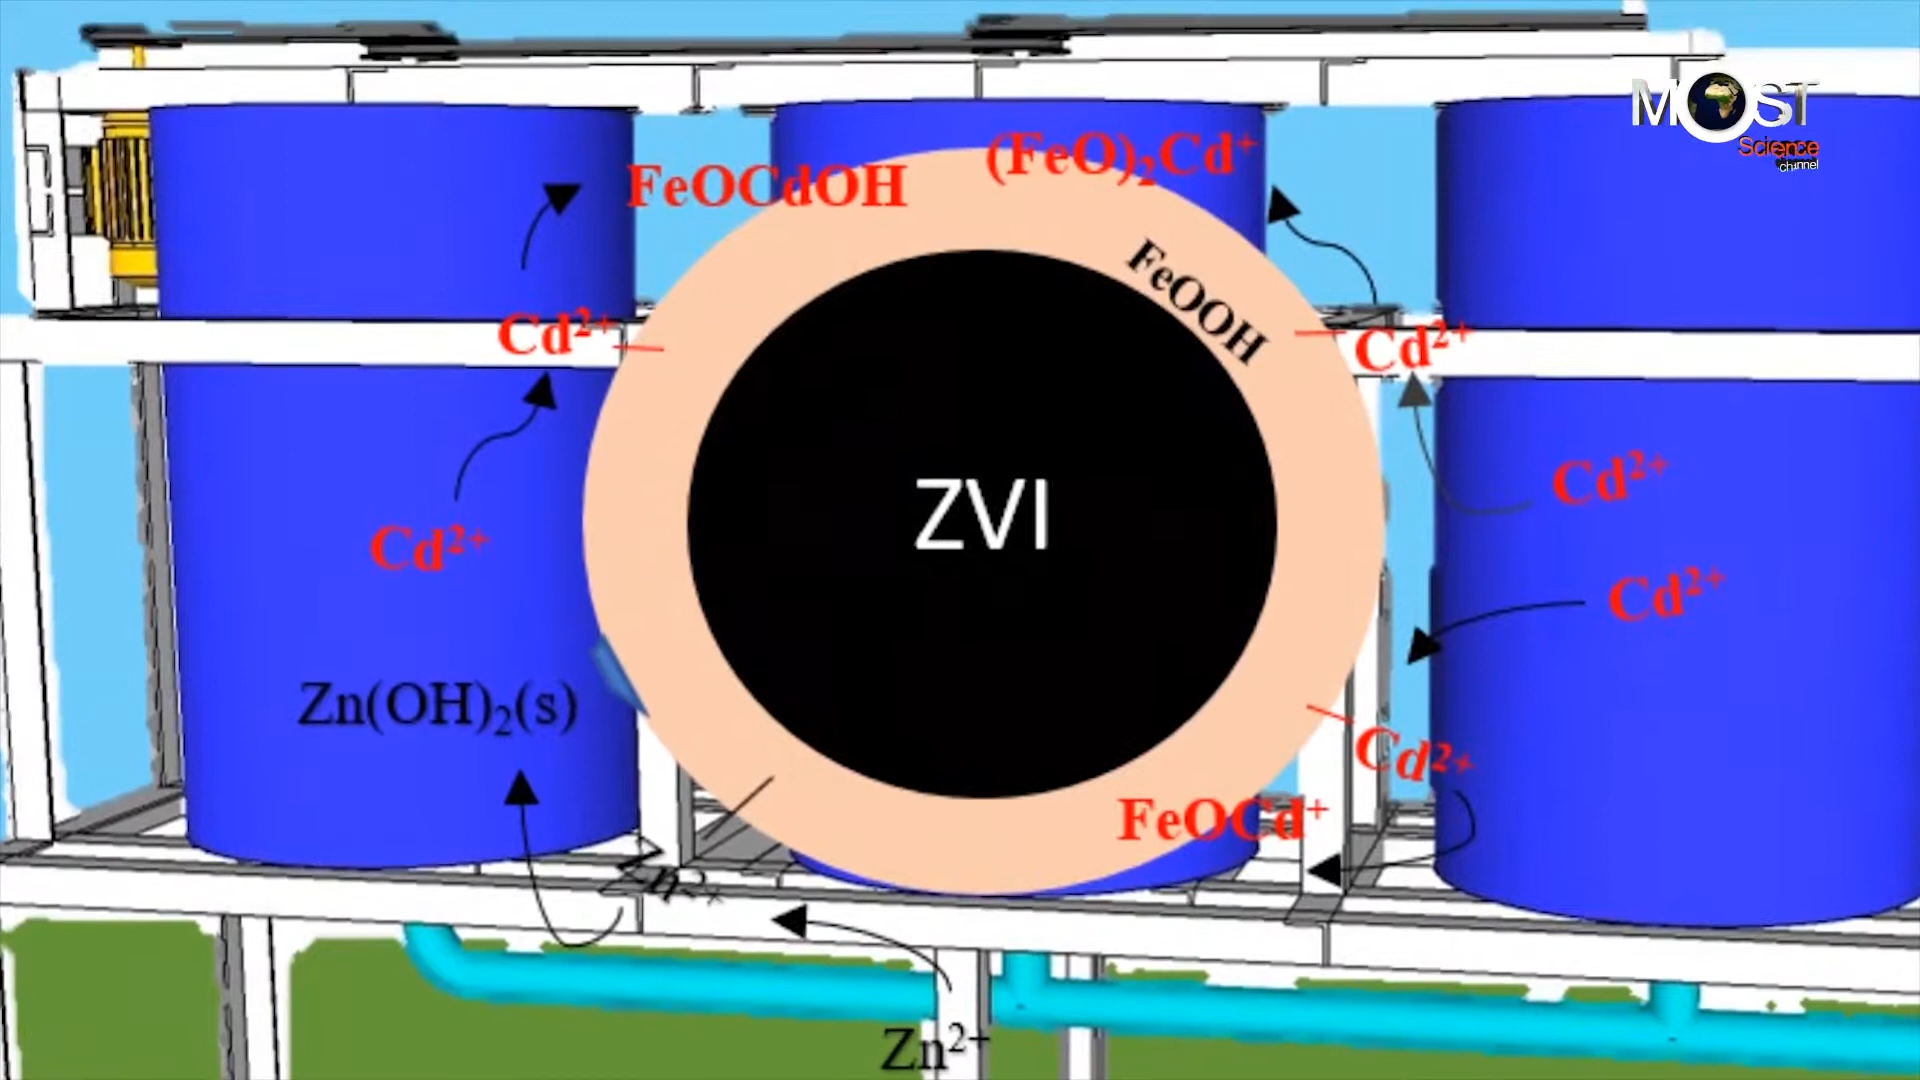 MOST
Science
channel
(FeO)₂Cd⁺
FeOCdOH
FeOOH
Cd²⁺
Cd²⁺
ZVI
Cd²⁺
Cd²⁺
Cd²⁺
Zn(OH)₂(s)
Cd²⁺
FeOCd⁺
Zn²⁺
Zn²⁺